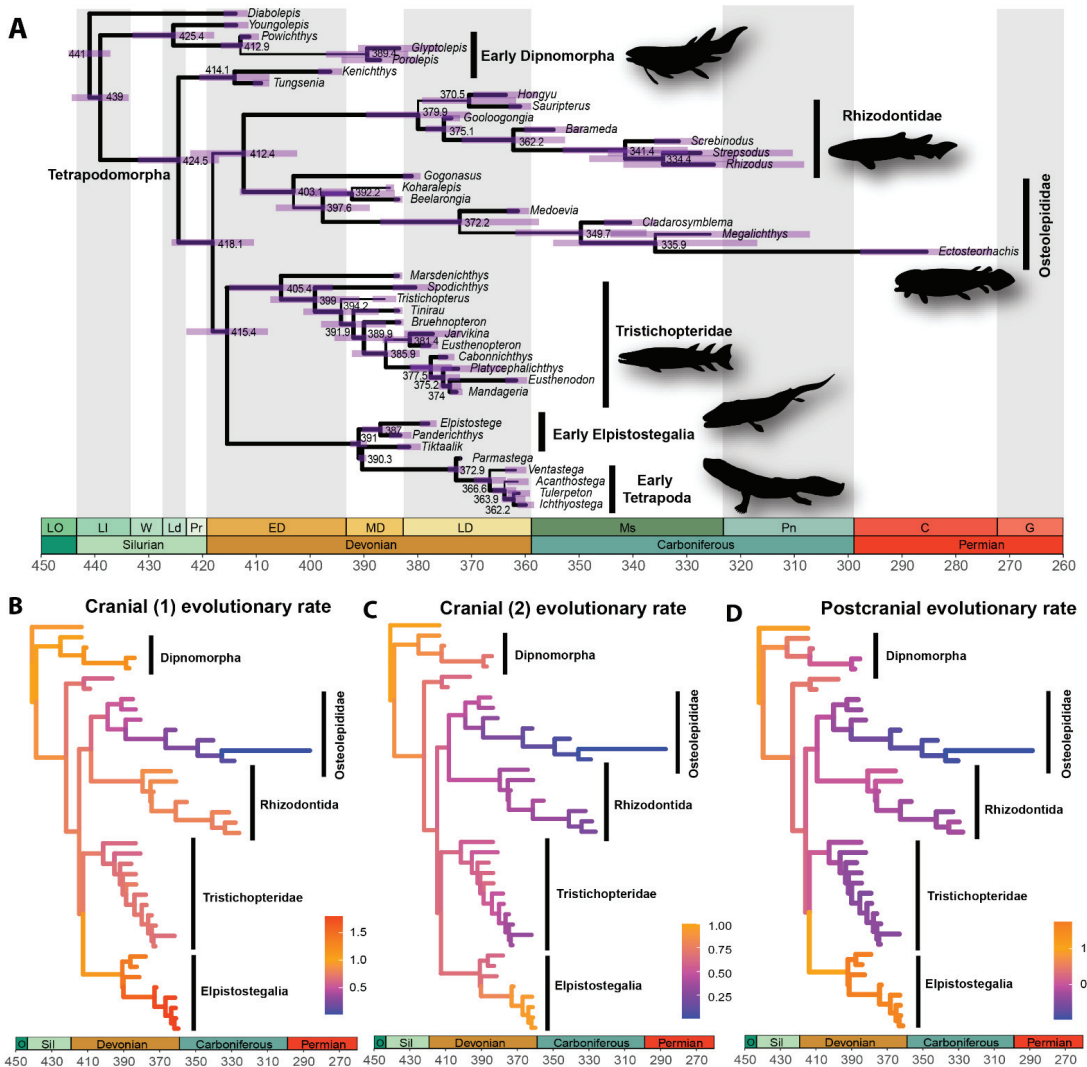 A
Diabolepis
Youngolepis
Powichthys
Glyptolepis
Porolepis
Kenichthys
Tungsenia
Hongyu
Sauripterus
Gooloogongia
Barameda
Screbinodus
Strepsodus
Rhizodus
Gogonasus
Koharalepis
Beelarongia
Medoevia
Cladarosymblema
Megalichthys
Ectosteorhachis
Marsdenichthys
Spodichthys
Tristichopterus
Tinirau
Bruehnopteron
Jarvikina
Eusthenopteron
Cabonnichthys
Platycephalichthys
Eusthenodon
Mandageria
Elpistostege
Panderichthys
Tiktaalik
Parmastega
Ventastega
Acanthostega
Tulerpeton
Ichthyostega
441
425.4
412.9
389.4
439
414.1
424.5
Tetrapodomorpha
370.5
379.9
375.1
362.2
341.4
334.4
412.4
403.1
392.2
397.6
372.2
349.7
335.9
418.1
405.4
399
394.2
391.9
389.9
381.4
385.9
377.5
375.2
374
415.4
387
391
390.3
372.9
366.6
363.9
362.2
Early Dipnomorpha
Rhizodontidae
Osteolepididae
Tristichopteridae
Early Elpistostegalia
Early
Tetrapoda
LO Ll W Ld Pr ED MD LD Ms Pn C G
Silurian Devonian Carboniferous Permian
450 440 430 420 410 400 390 380 370 360 350 340 330 320 310 300 290 280 270 260
B Cranial (1) evolutionary rate
Dipnomorpha
Osteolepididae
Rhizodontida
Tristichopteridae
Elpistostegalia
1.5
1.0
0.5
O Sil Devonian Carboniferous Permian
450 430 410 390 370 350 330 310 290 270
C Cranial (2) evolutionary rate
Dipnomorpha
Osteolepididae
Rhizodontida
Tristichopteridae
Elpistostegalia
1.00
0.75
0.50
0.25
O Sil Devonian Carboniferous Permian
450 430 410 390 370 350 330 310 290 270
D Postcranial evolutionary rate
Dipnomorpha
Osteolepididae
Rhizodontida
Tristichopteridae
Elpistostegalia
1
0
O Sil Devonian Carboniferous Permian
450 430 410 390 370 350 330 310 290 270